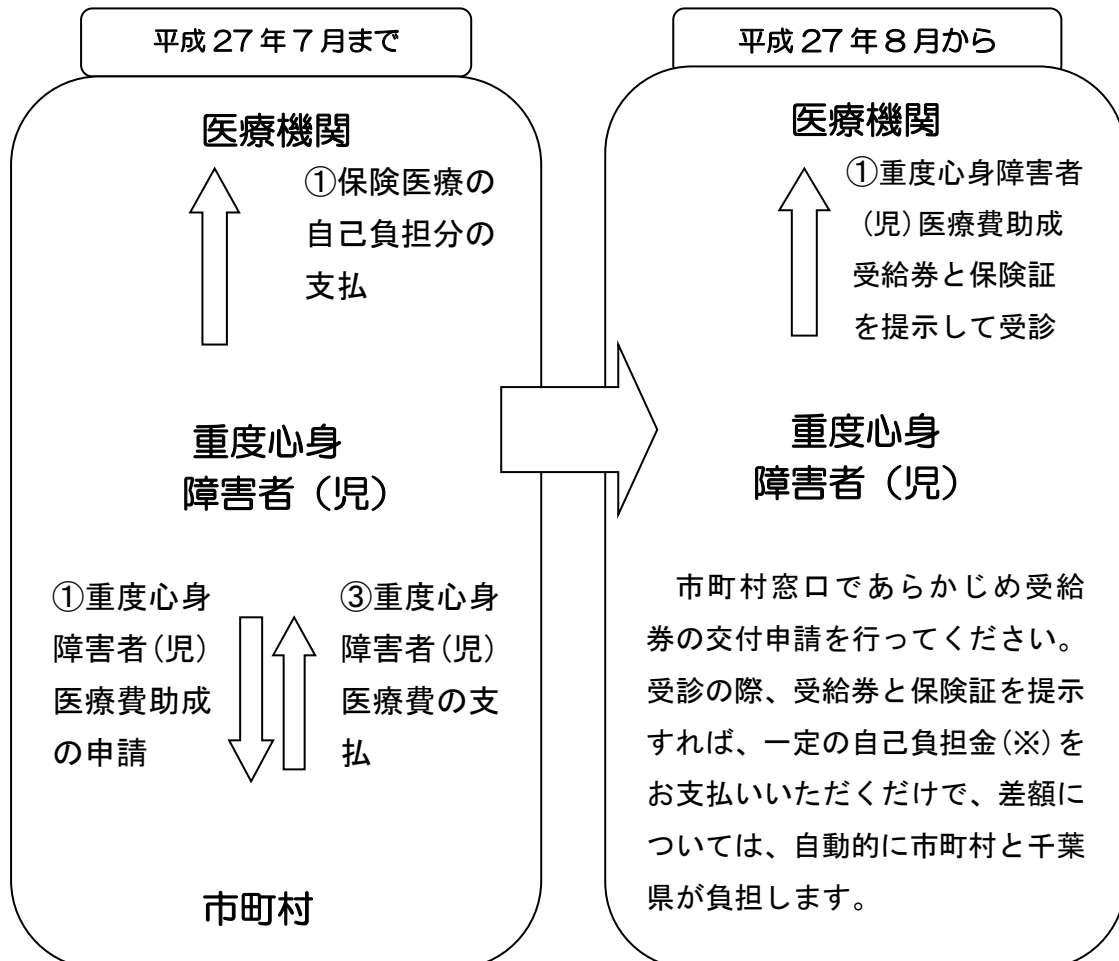 平成27年7月まで
医療機関
①保険医療の
自己負担分の
支払
重度心身
障害者（児）
①重度心身
障害者(児)
医療費助成
の申請
③重度心身
障害者(児)
医療費の支
払
市町村
平成27年8月から
医療機関
①重度心身障害者
(児)医療費助成
受給券と保険証
を提示して受診
重度心身
障害者（児）
市町村窓口であらかじめ受給
券の交付申請を行ってください。
受診の際、受給券と保険証を提示
すれば、一定の自己負担金(※)を
お支払いいただくだけで、差額に
ついては、自動的に市町村と千葉
県が負担します。